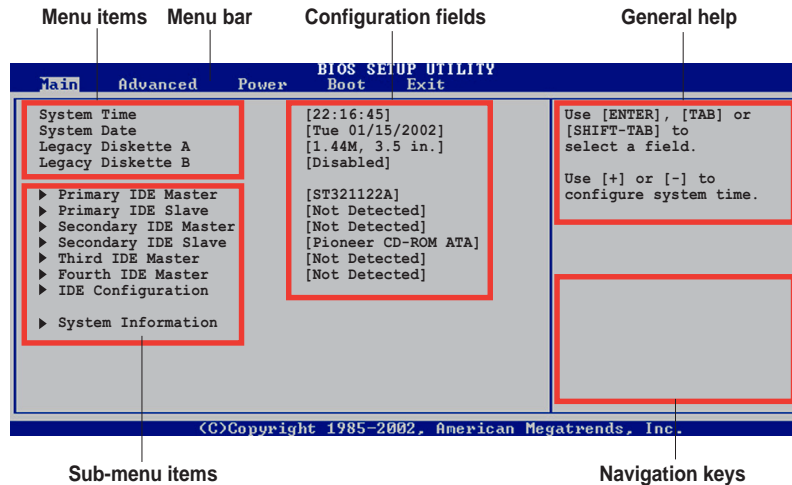 Menu items Menu bar Configuration fields General help
BIOS SETUP UTILITY
Main Advanced Power Boot Exit
System Time [22:16:45] Use [ENTER], [TAB] or
System Date [Tue 01/15/2002] [SHIFT-TAB] to
Legacy Diskette A [1.44M, 3.5 in.] select a field.
Legacy Diskette B [Disabled]
Use [+] or [-] to
Primary IDE Master [ST321122A] configure system time.
Primary IDE Slave [Not Detected]
Secondary IDE Master [Not Detected]
Secondary IDE Slave [Pioneer CD-ROM ATA]
Third IDE Master [Not Detected]
Fourth IDE Master [Not Detected]
IDE Configuration
System Information
(C)Copyright 1985-2002, American Megatrends, Inc.
Sub-menu items Navigation keys